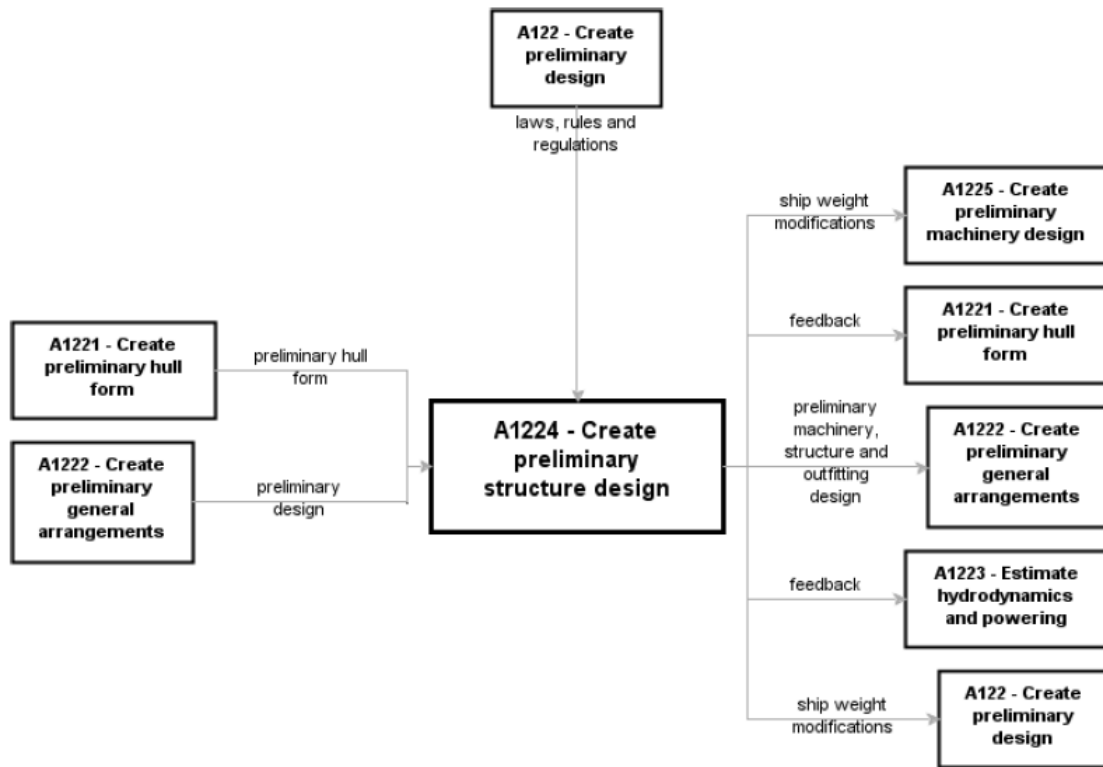 A122 - Create
preliminary
design
laws, rules and
regulations
A1225 - Create
preliminary
machinery design
ship weight
modifications
A1221 - Create
preliminary hull
form
feedback
A1221 - Create
preliminary hull
form
preliminary hull
form
A1224 - Create
preliminary
structure design
preliminary
machinery,
structure and
outfitting
design
A1222 - Create
preliminary
general
arrangements
A1222 - Create
preliminary
general
arrangements
preliminary
design
feedback
A1223 - Estimate
hydrodynamics
and powering
ship weight
modifications
A122 - Create
preliminary
design